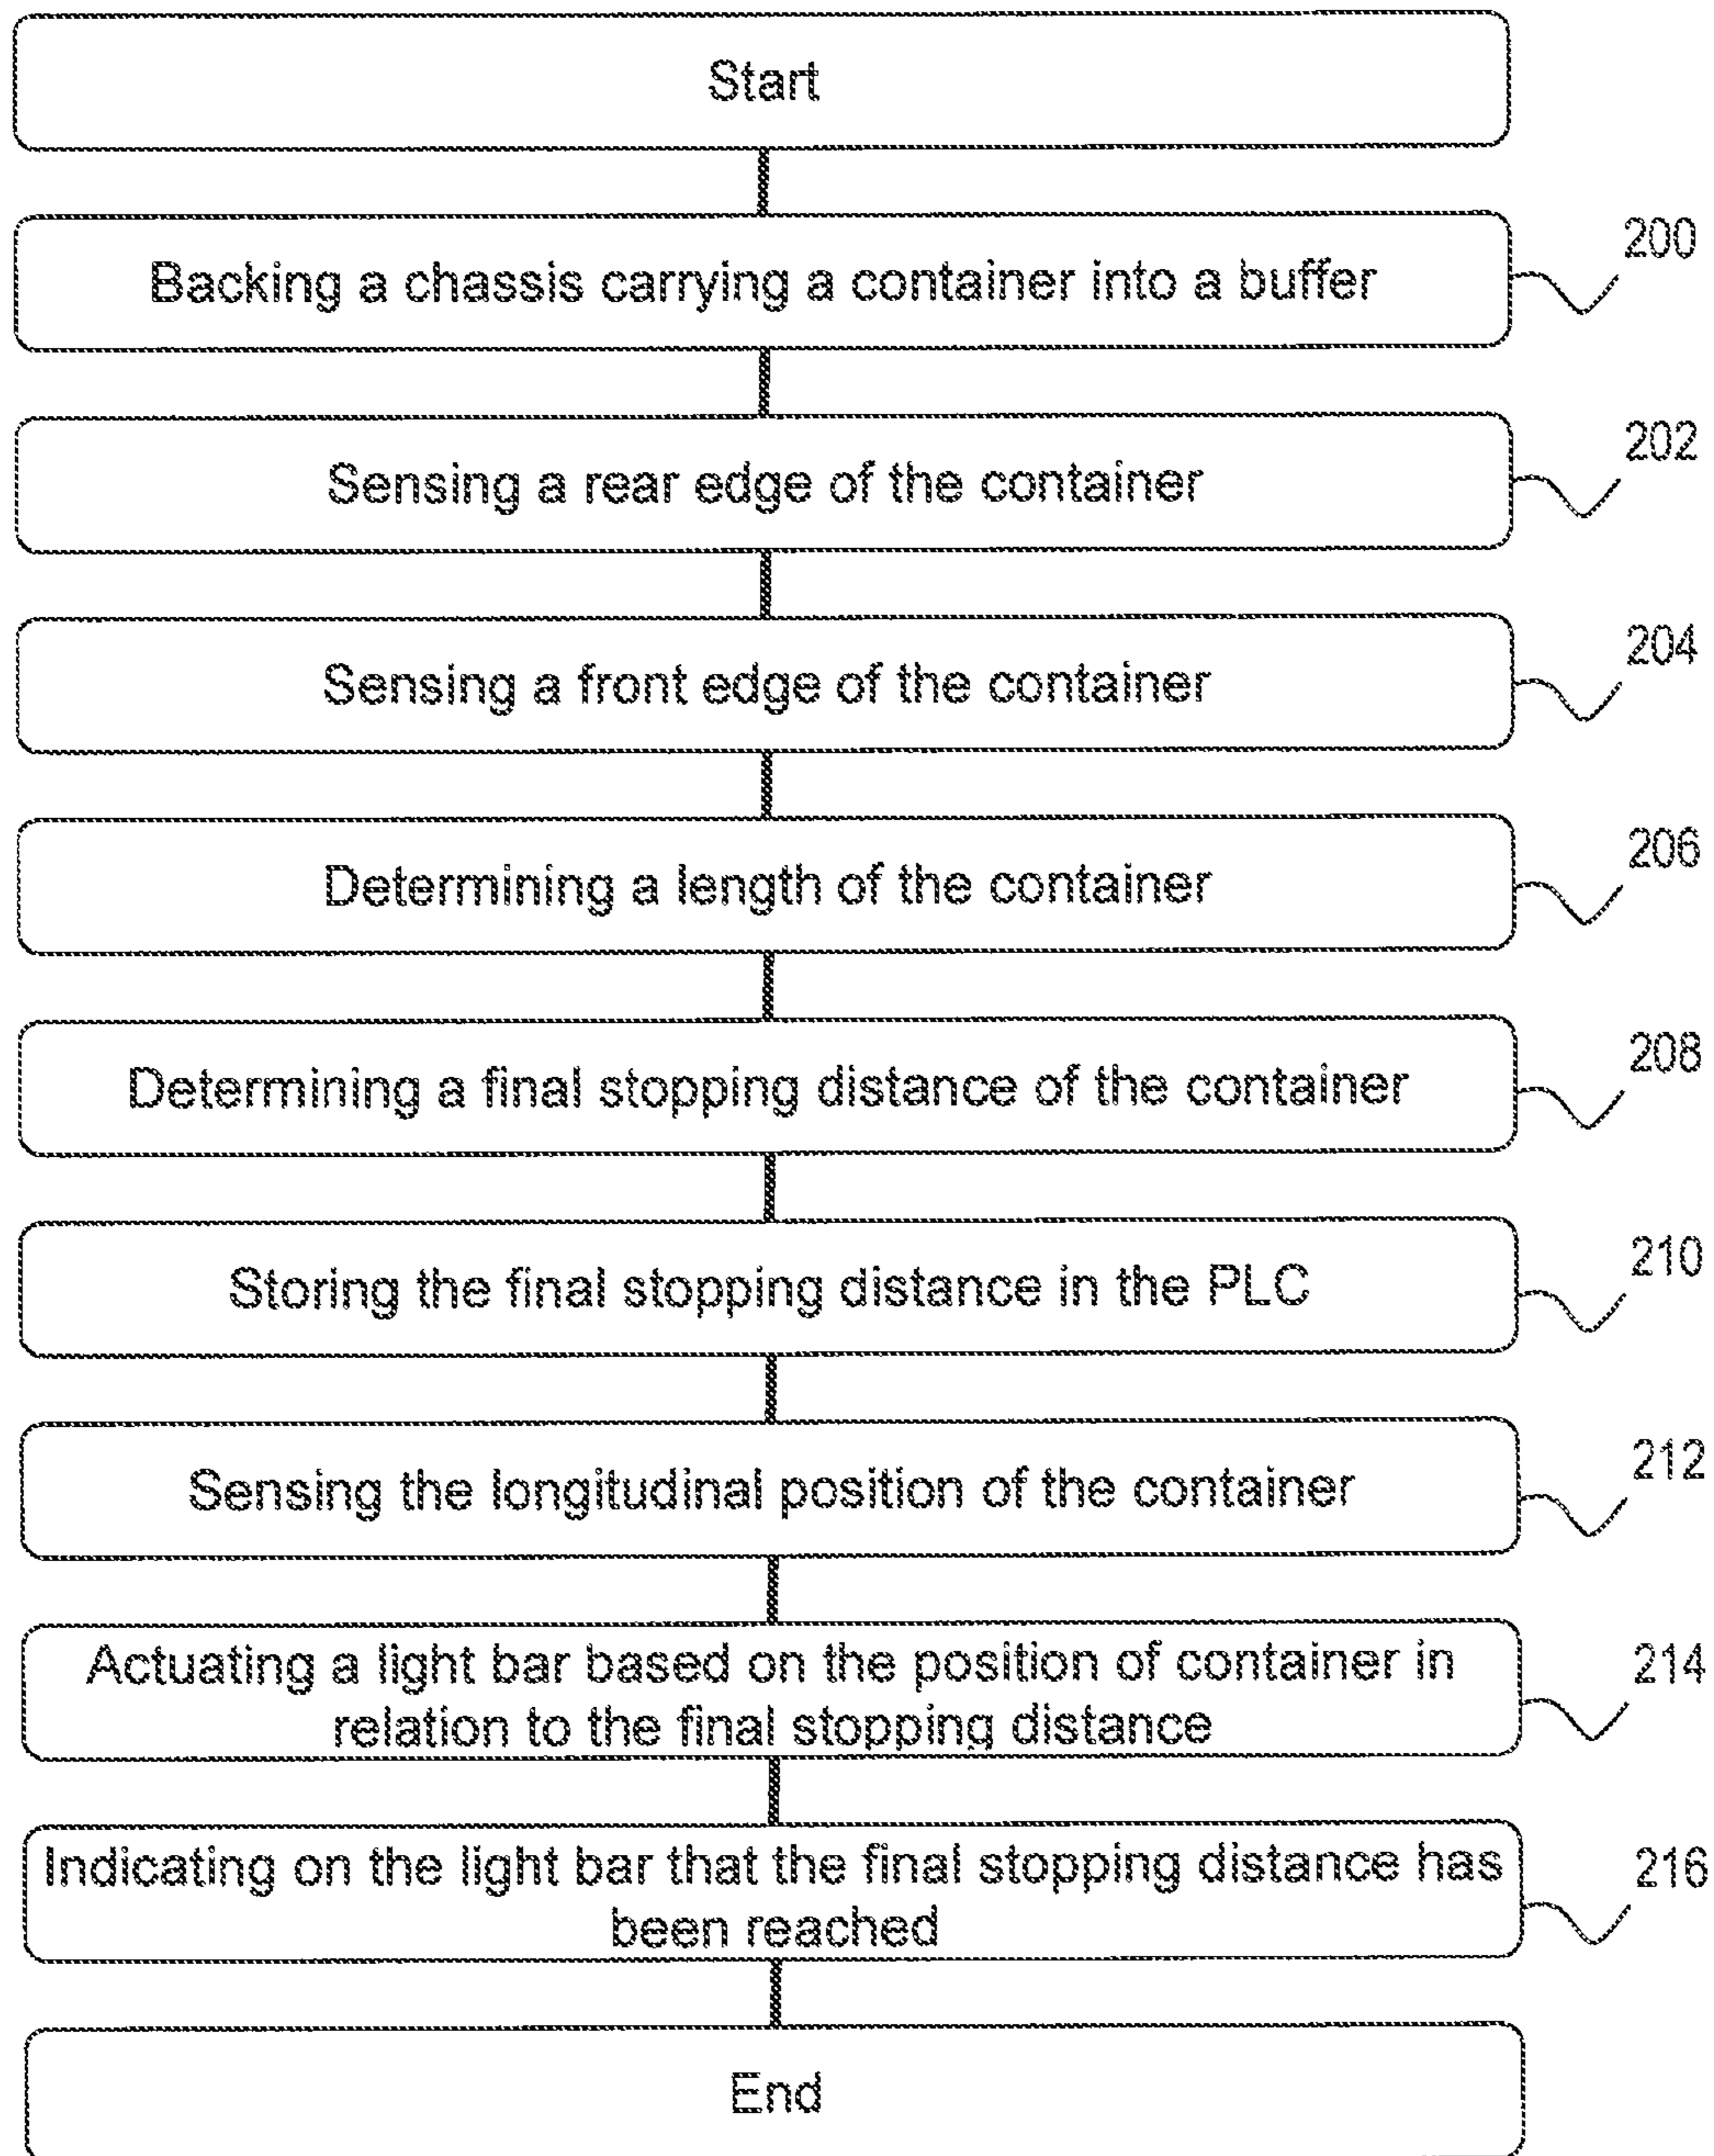 Start
Backing a chassis carrying a container into a buffer
200
Sensing a rear edge of the container
202
Sensing a front edge of the container
204
Determining a length of the container
206
Determining a final stopping distance of the container
208
Storing the final stopping distance in the PLC
210
Sensing the longitudinal position of the container
212
Actuating a light bar based on the position of container in
relation to the final stopping distance
214
Indicating on the light bar that the final stopping distance has
been reached
216
End